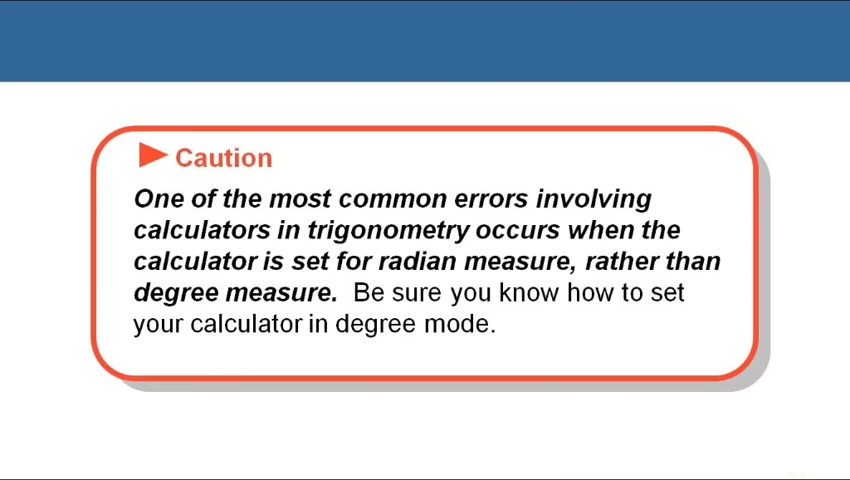 Caution
One of the most common errors involving
calculators in trigonometry occurs when the
calculator is set for radian measure, rather than
degree measure. Be sure you know how to set
your calculator in degree mode.